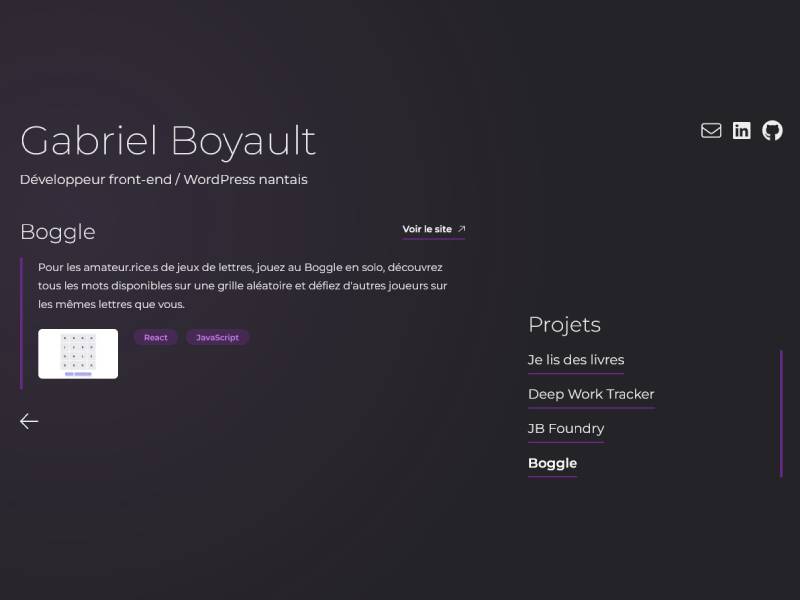 Gabriel Boyault
Développeur front-end / WordPress nantais
Boggle
Voir le site
Pour les amateur.rice.s de jeux de lettres, jouez au Boggle en solo, découvrez
tous les mots disponibles sur une grille aléatoire et défiez d'autres joueurs sur
les mêmes lettres que vous.
React
JavaScript
Projets
Je lis des livres
Deep Work Tracker
JB Foundry
Boggle